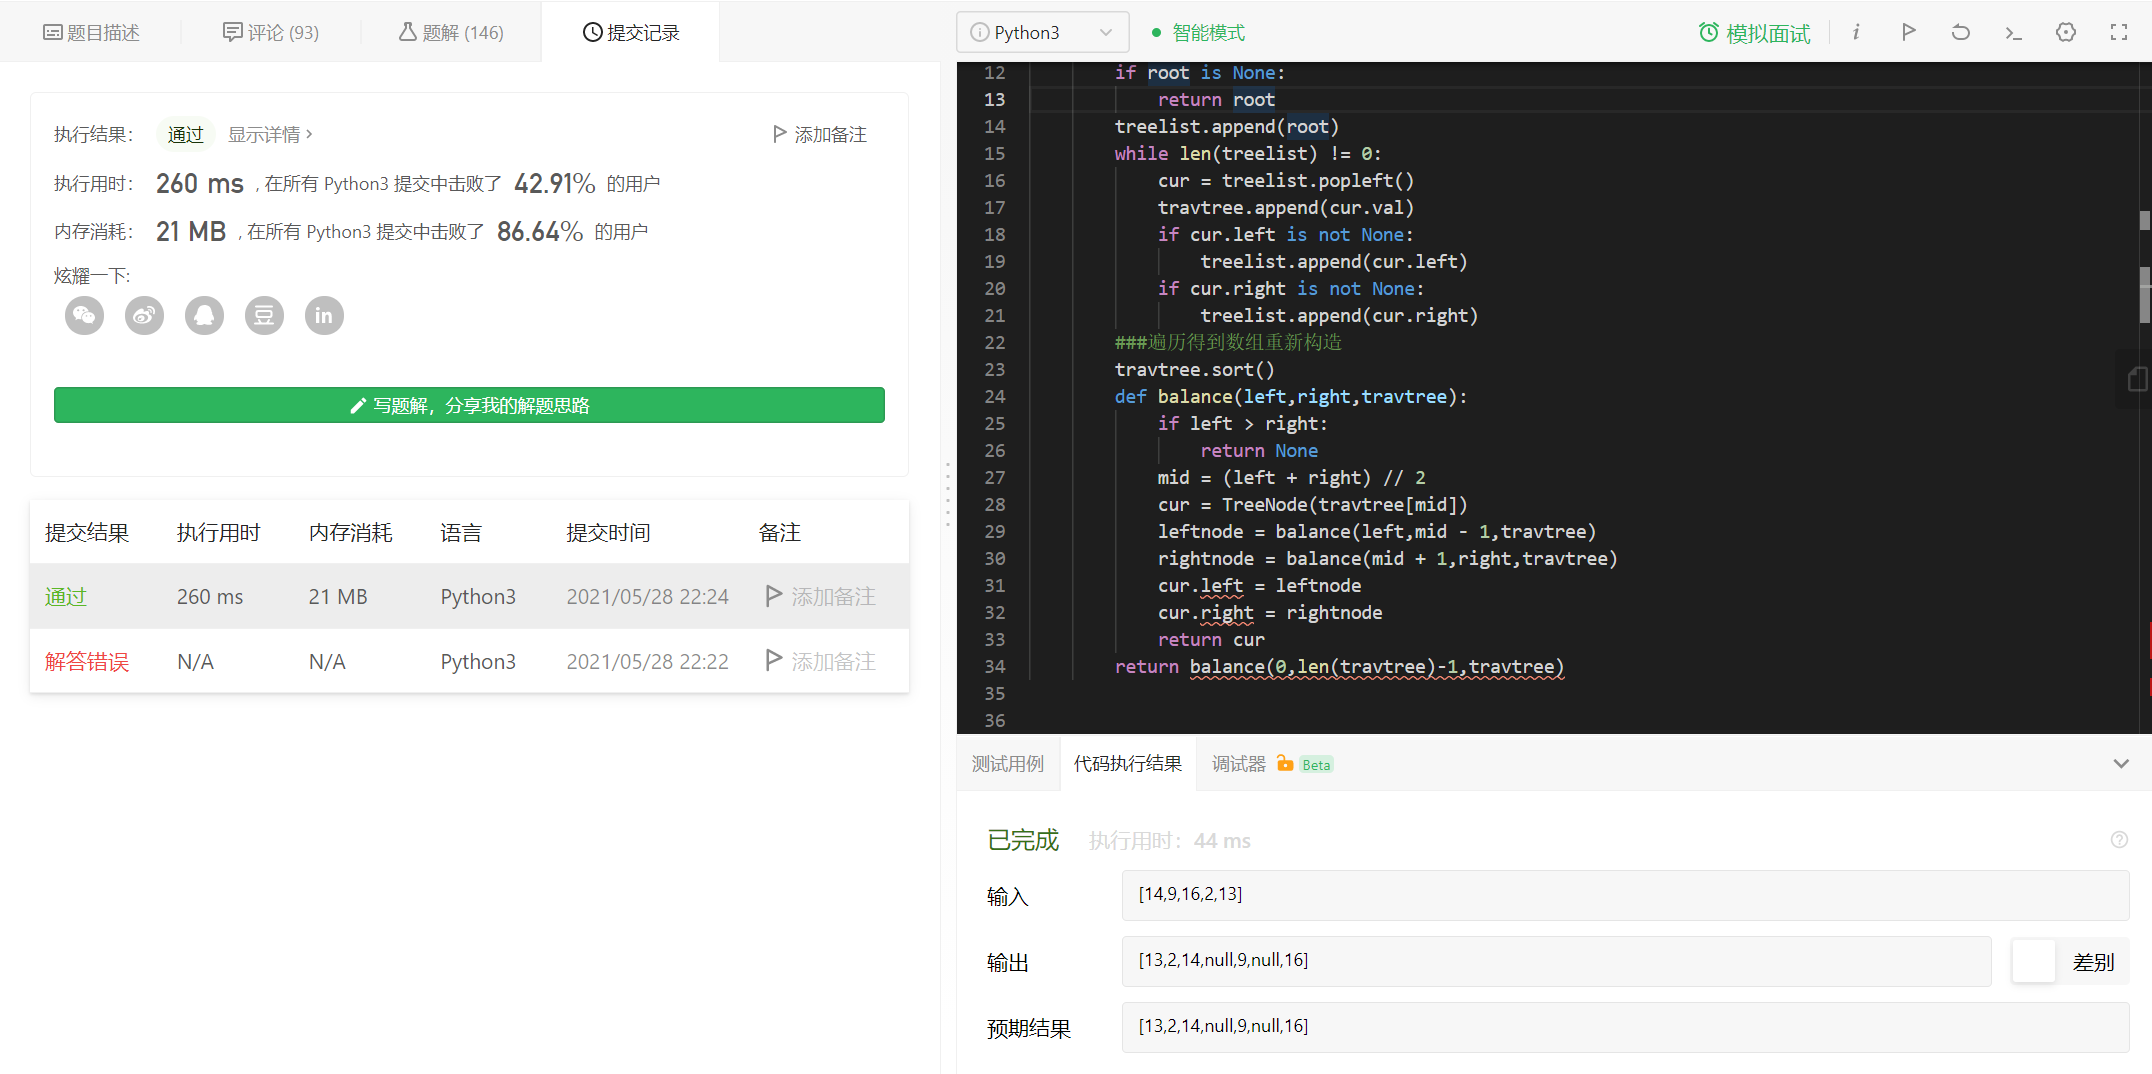 题目描述
评论 (93)
题解 (146)
提交记录
执行结果：
通过
显示详情 ›
添加备注
执行用时：
260 ms
, 在所有 Python3 提交中击败了
42.91%
的用户
内存消耗：
21 MB
, 在所有 Python3 提交中击败了
86.64%
的用户
炫耀一下:
豆
in
写题解，分享我的解题思路
提交结果 执行用时 内存消耗 语言 提交时间 备注
通过 260 ms 21 MB Python3 2021/05/28 22:24 添加备注
解答错误 N/A N/A Python3 2021/05/28 22:22 添加备注
Python3
智能模式
模拟面试
12 if root is None:
13 return root
14 treelist.append(root)
15 while len(treelist) != 0:
16 cur = treelist.popleft()
17 travtree.append(cur.val)
18 if cur.left is not None:
19 treelist.append(cur.left)
20 if cur.right is not None:
21 treelist.append(cur.right)
22 ###遍历得到数组重新构造
23 travtree.sort()
24 def balance(left,right,travtree):
25 if left > right:
26 return None
27 mid = (left + right) // 2
28 cur = TreeNode(travtree[mid])
29 leftnode = balance(left,mid - 1,travtree)
30 rightnode = balance(mid + 1,right,travtree)
31 cur.left = leftnode
32 cur.right = rightnode
33 return cur
34 return balance(0,len(travtree)-1,travtree)
35
36
测试用例
代码执行结果
调试器
Beta
已完成
执行用时：44 ms
输入
[14,9,16,2,13]
输出
[13,2,14,null,9,null,16]
差别
预期结果
[13,2,14,null,9,null,16]